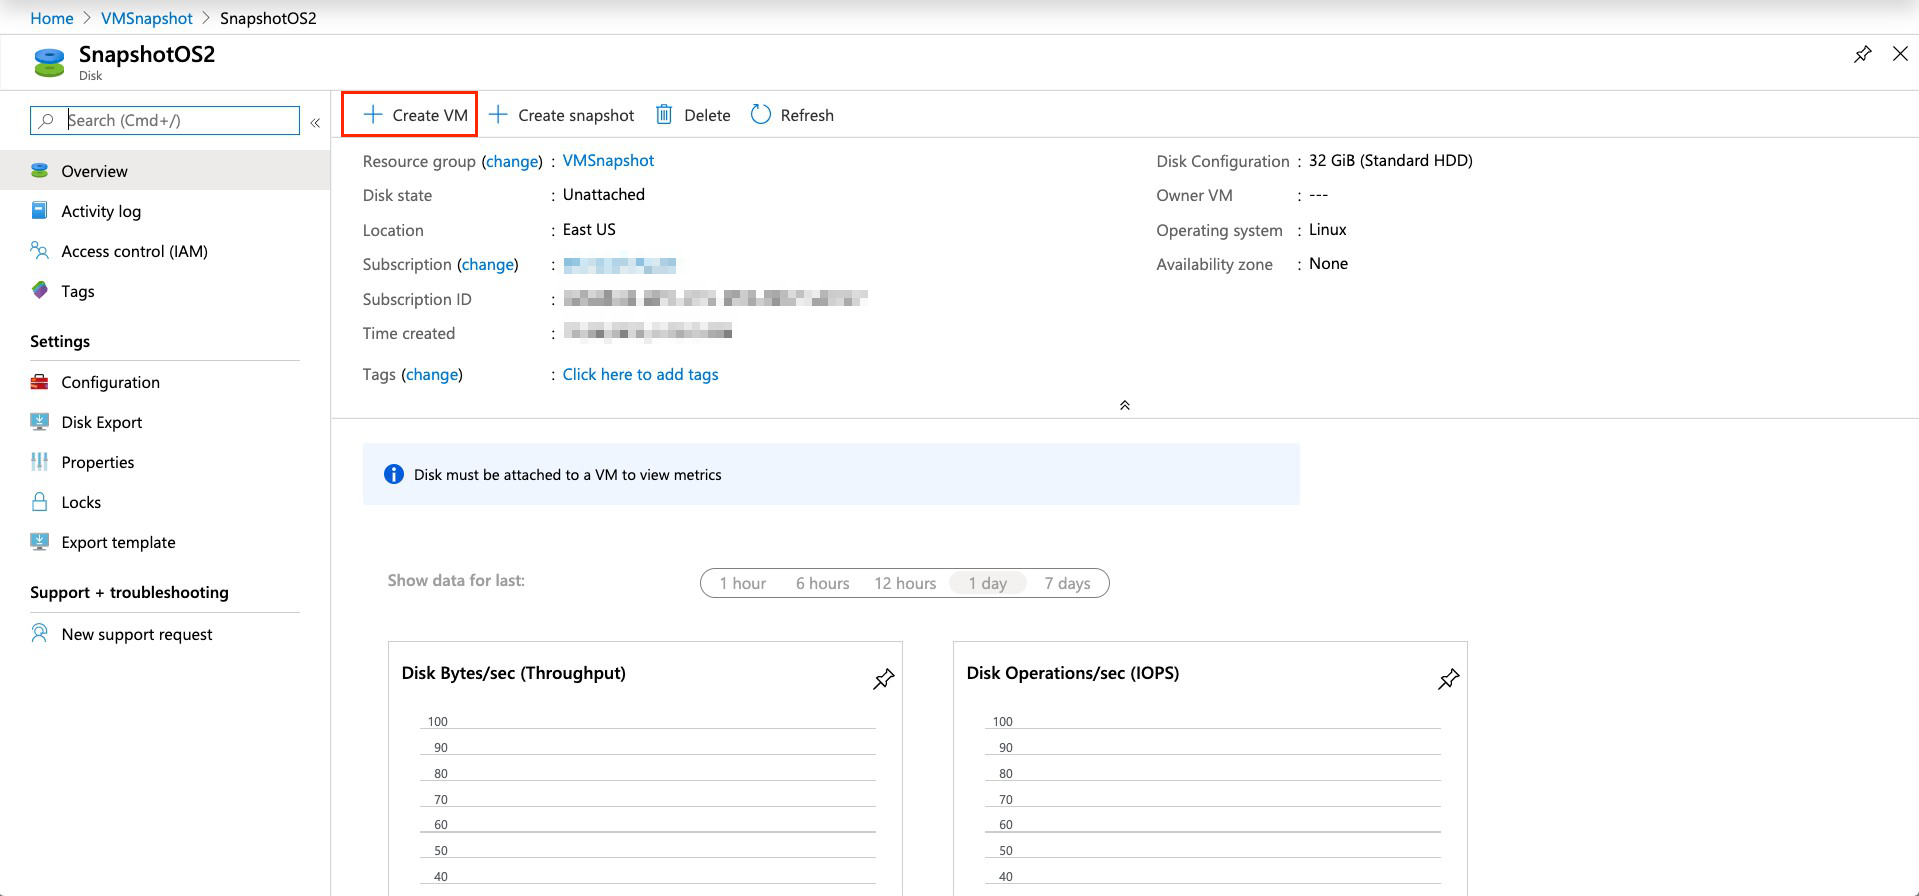 Home > VMSnapshot > SnapshotOS2
SnapshotOS2
Disk
Search (Cmd+/)
«
Overview
Activity log
Access control (IAM)
Tags
Settings
Configuration
Disk Export
Properties
Locks
Export template
Support + troubleshooting
New support request
+ Create VM + Create snapshot Delete Refresh
Resource group (change) : VMSnapshot
Disk state : Unattached
Location : East US
Subscription (change) :
Subscription ID :
Time created :
Tags (change) : Click here to add tags
Disk Configuration : 32 GiB (Standard HDD)
Owner VM : ---
Operating system : Linux
Availability zone : None
Disk must be attached to a VM to view metrics
Show data for last: 1 hour 6 hours 12 hours 1 day 7 days
Disk Bytes/sec (Throughput)
100
90
80
70
60
50
40
Disk Operations/sec (IOPS)
100
90
80
70
60
50
40